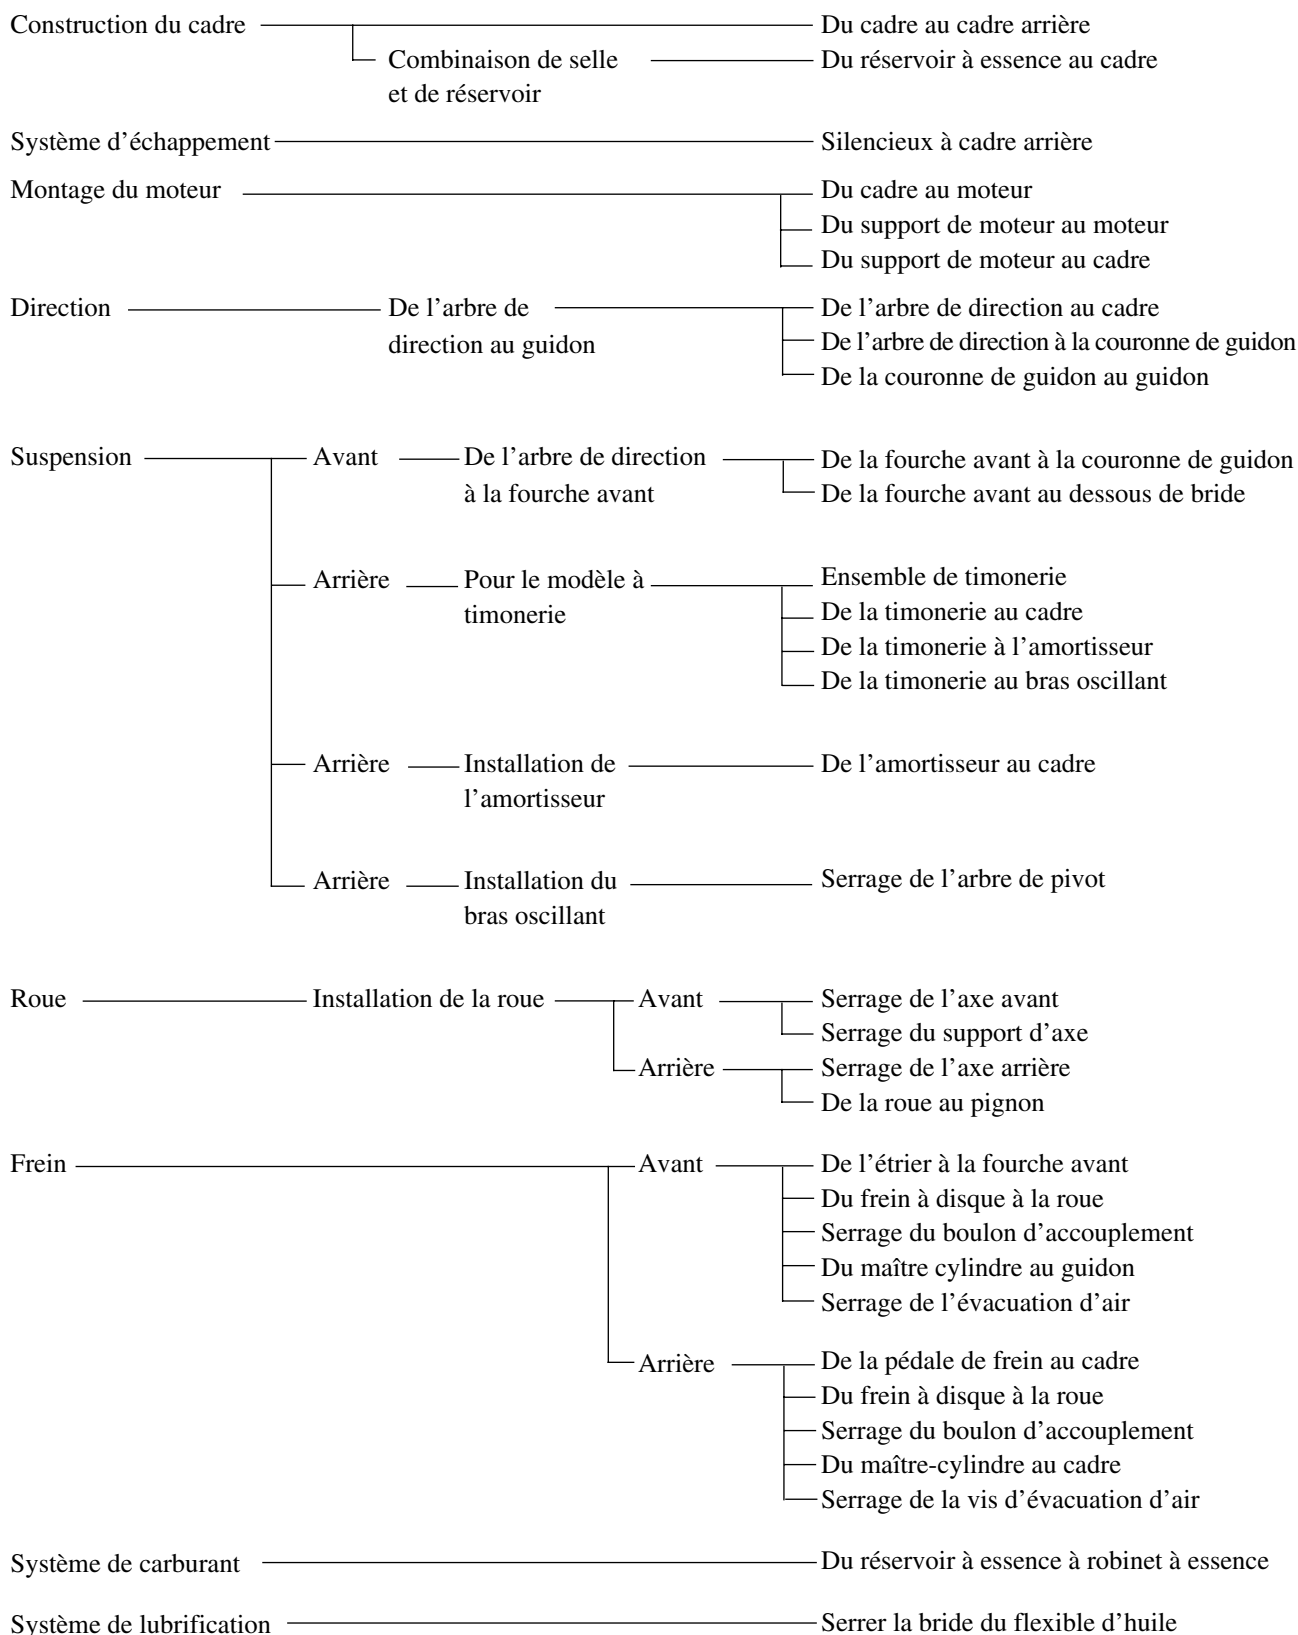 Construction du cadre Du cadre au cadre arrière
Combinaison de selle Du réservoir à essence au cadre
et de réservoir
Système d’échappement Silencieux à cadre arrière
Montage du moteur Du cadre au moteur
Du support de moteur au moteur
Du support de moteur au cadre
Direction De l’arbre de De l’arbre de direction au cadre
direction au guidon De l’arbre de direction à la couronne de guidon
De la couronne de guidon au guidon
Suspension Avant De l’arbre de direction De la fourche avant à la couronne de guidon
à la fourche avant De la fourche avant au dessous de bride
Arrière Pour le modèle à Ensemble de timonerie
timonerie De la timonerie au cadre
De la timonerie à l’amortisseur
De la timonerie au bras oscillant
Arrière Installation de De l’amortisseur au cadre
l’amortisseur
Arrière Installation du Serrage de l’arbre de pivot
bras oscillant
Roue Installation de la roue Avant Serrage de l’axe avant
Serrage du support d’axe
Arrière Serrage de l’axe arrière
De la roue au pignon
Frein Avant De l’étrier à la fourche avant
Du frein à disque à la roue
Serrage du boulon d’accouplement
Du maître cylindre au guidon
Serrage de l’évacuation d’air
Arrière De la pédale de frein au cadre
Du frein à disque à la roue
Serrage du boulon d’accouplement
Du maître-cylindre au cadre
Serrage de la vis d’évacuation d’air
Système de carburant Du réservoir à essence à robinet à essence
Système de lubrification Serrer la bride du flexible d’huile